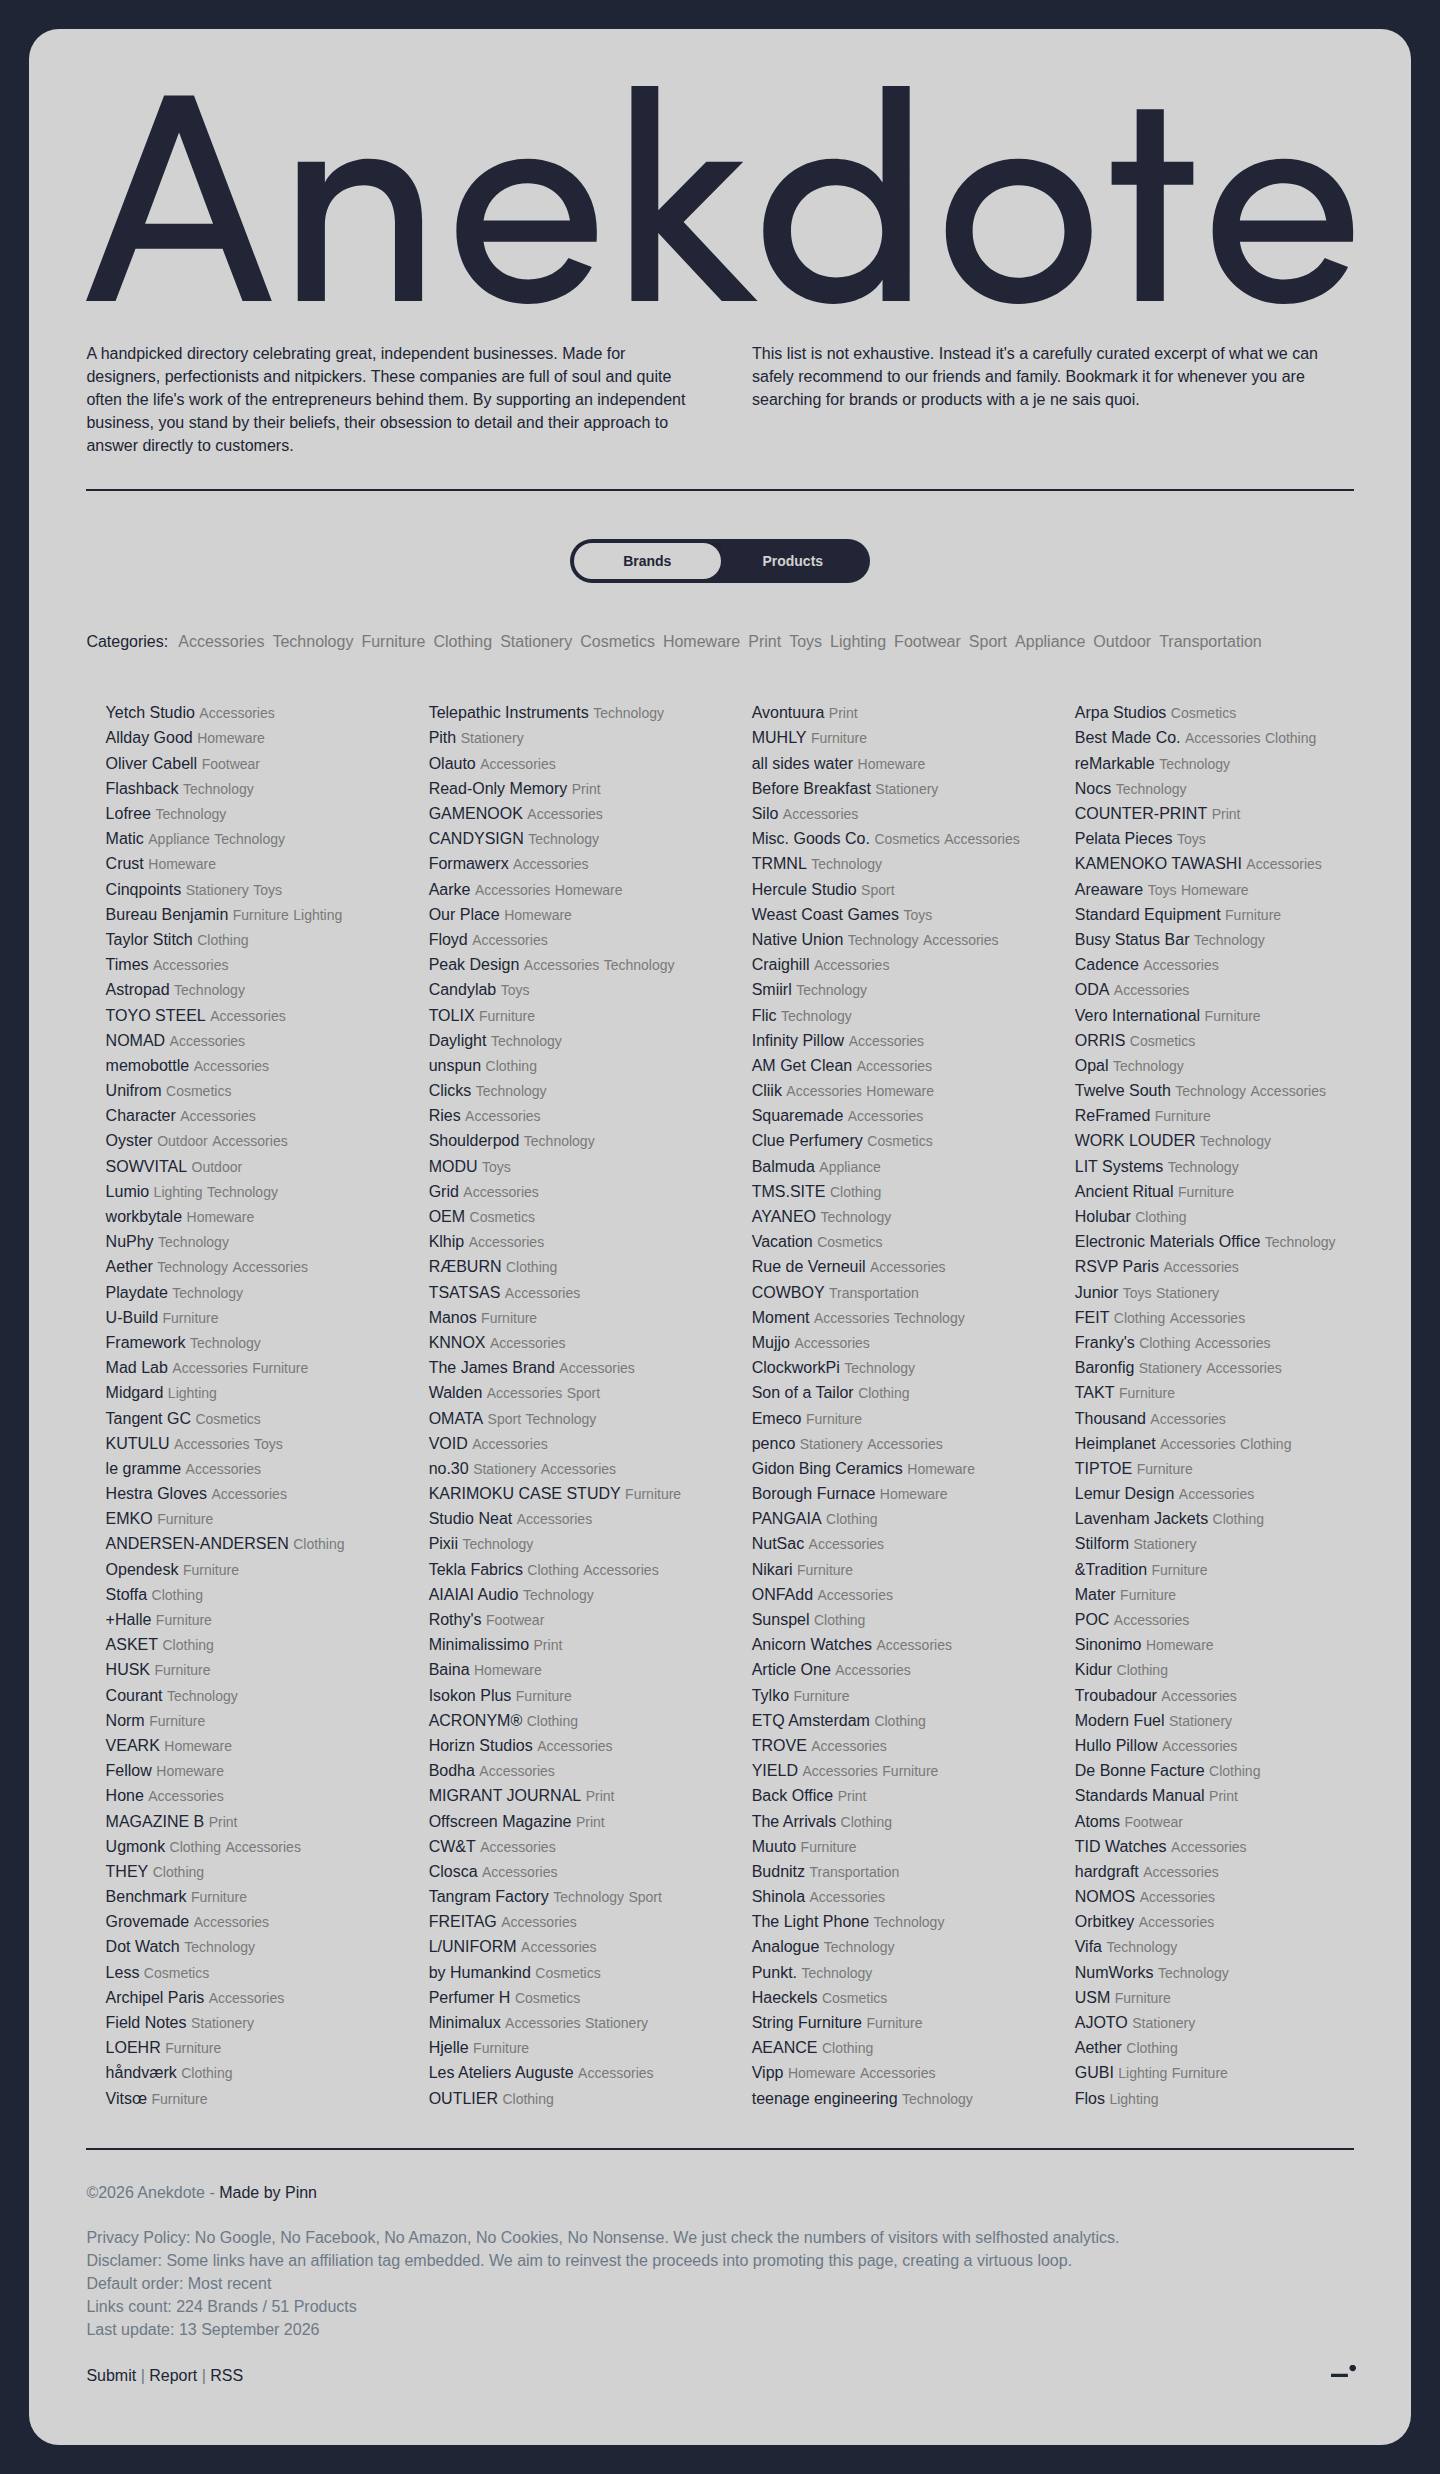 Anekdote
A handpicked directory celebrating great, independent businesses. Made for
designers, perfectionists and nitpickers. These companies are full of soul and quite
often the life's work of the entrepreneurs behind them. By supporting an independent
business, you stand by their beliefs, their obsession to detail and their approach to
answer directly to customers.
This list is not exhaustive. Instead it's a carefully curated excerpt of what we can
safely recommend to our friends and family. Bookmark it for whenever you are
searching for brands or products with a je ne sais quoi.
Brands Products
Categories: Accessories Technology Furniture Clothing Stationery Cosmetics Homeware Print Toys Lighting Footwear Sport Appliance Outdoor Transportation
Yetch Studio Accessories Telepathic Instruments Technology Avontuura Print Arpa Studios Cosmetics
Allday Good Homeware Pith Stationery MUHLY Furniture Best Made Co. Accessories Clothing
Oliver Cabell Footwear Olauto Accessories all sides water Homeware reMarkable Technology
Flashback Technology Read-Only Memory Print Before Breakfast Stationery Nocs Technology
Lofree Technology GAMENOOK Accessories Silo Accessories COUNTER-PRINT Print
Matic Appliance Technology CANDYSIGN Technology Misc. Goods Co. Cosmetics Accessories Pelata Pieces Toys
Crust Homeware Formawerx Accessories TRMNL Technology KAMENOKO TAWASHI Accessories
Cinqpoints Stationery Toys Aarke Accessories Homeware Hercule Studio Sport Areaware Toys Homeware
Bureau Benjamin Furniture Lighting Our Place Homeware Weast Coast Games Toys Standard Equipment Furniture
Taylor Stitch Clothing Floyd Accessories Native Union Technology Accessories Busy Status Bar Technology
Times Accessories Peak Design Accessories Technology Craighill Accessories Cadence Accessories
Astropad Technology Candylab Toys Smiirl Technology ODA Accessories
TOYO STEEL Accessories TOLIX Furniture Flic Technology Vero International Furniture
NOMAD Accessories Daylight Technology Infinity Pillow Accessories ORRIS Cosmetics
memobottle Accessories unspun Clothing AM Get Clean Accessories Opal Technology
Unifrom Cosmetics Clicks Technology Cliik Accessories Homeware Twelve South Technology Accessories
Character Accessories Ries Accessories Squaremade Accessories ReFramed Furniture
Oyster Outdoor Accessories Shoulderpod Technology Clue Perfumery Cosmetics WORK LOUDER Technology
SOWVITAL Outdoor MODU Toys Balmuda Appliance LIT Systems Technology
Lumio Lighting Technology Grid Accessories TMS.SITE Clothing Ancient Ritual Furniture
workbytale Homeware OEM Cosmetics AYANEO Technology Holubar Clothing
NuPhy Technology Klhip Accessories Vacation Cosmetics Electronic Materials Office Technology
Aether Technology Accessories RÆBURN Clothing Rue de Verneuil Accessories RSVP Paris Accessories
Playdate Technology TSATSAS Accessories COWBOY Transportation Junior Toys Stationery
U-Build Furniture Manos Furniture Moment Accessories Technology FEIT Clothing Accessories
Framework Technology KNNOX Accessories Mujjo Accessories Franky's Clothing Accessories
Mad Lab Accessories Furniture The James Brand Accessories ClockworkPi Technology Baronfig Stationery Accessories
Midgard Lighting Walden Accessories Sport Son of a Tailor Clothing TAKT Furniture
Tangent GC Cosmetics OMATA Sport Technology Emeco Furniture Thousand Accessories
KUTULU Accessories Toys VOID Accessories penco Stationery Accessories Heimplanet Accessories Clothing
le gramme Accessories no.30 Stationery Accessories Gidon Bing Ceramics Homeware TIPTOE Furniture
Hestra Gloves Accessories KARIMOKU CASE STUDY Furniture Borough Furnace Homeware Lemur Design Accessories
EMKO Furniture Studio Neat Accessories PANGAIA Clothing Lavenham Jackets Clothing
ANDERSEN-ANDERSEN Clothing Pixii Technology NutSac Accessories Stilform Stationery
Opendesk Furniture Tekla Fabrics Clothing Accessories Nikari Furniture &Tradition Furniture
Stoffa Clothing AIAIAI Audio Technology ONFAdd Accessories Mater Furniture
+Halle Furniture Rothy's Footwear Sunspel Clothing POC Accessories
ASKET Clothing Minimalissimo Print Anicorn Watches Accessories Sinonimo Homeware
HUSK Furniture Baina Homeware Article One Accessories Kidur Clothing
Courant Technology Isokon Plus Furniture Tylko Furniture Troubadour Accessories
Norm Furniture ACRONYM® Clothing ETQ Amsterdam Clothing Modern Fuel Stationery
VEARK Homeware Horizn Studios Accessories TROVE Accessories Hullo Pillow Accessories
Fellow Homeware Bodha Accessories YIELD Accessories Furniture De Bonne Facture Clothing
Hone Accessories MIGRANT JOURNAL Print Back Office Print Standards Manual Print
MAGAZINE B Print Offscreen Magazine Print The Arrivals Clothing Atoms Footwear
Ugmonk Clothing Accessories CW&T Accessories Muuto Furniture TID Watches Accessories
THEY Clothing Closca Accessories Budnitz Transportation hardgraft Accessories
Benchmark Furniture Tangram Factory Technology Sport Shinola Accessories NOMOS Accessories
Grovemade Accessories FREITAG Accessories The Light Phone Technology Orbitkey Accessories
Dot Watch Technology L/UNIFORM Accessories Analogue Technology Vifa Technology
Less Cosmetics by Humankind Cosmetics Punkt. Technology NumWorks Technology
Archipel Paris Accessories Perfumer H Cosmetics Haeckels Cosmetics USM Furniture
Field Notes Stationery Minimalux Accessories Stationery String Furniture Furniture AJOTO Stationery
LOEHR Furniture Hjelle Furniture AEANCE Clothing Aether Clothing
håndværk Clothing Les Ateliers Auguste Accessories Vipp Homeware Accessories GUBI Lighting Furniture
Vitsœ Furniture OUTLIER Clothing teenage engineering Technology Flos Lighting
©2026 Anekdote - Made by Pinn
Privacy Policy: No Google, No Facebook, No Amazon, No Cookies, No Nonsense. We just check the numbers of visitors with selfhosted analytics.
Disclamer: Some links have an affiliation tag embedded. We aim to reinvest the proceeds into promoting this page, creating a virtuous loop.
Default order: Most recent
Links count: 224 Brands / 51 Products
Last update: 13 September 2026
Submit | Report | RSS